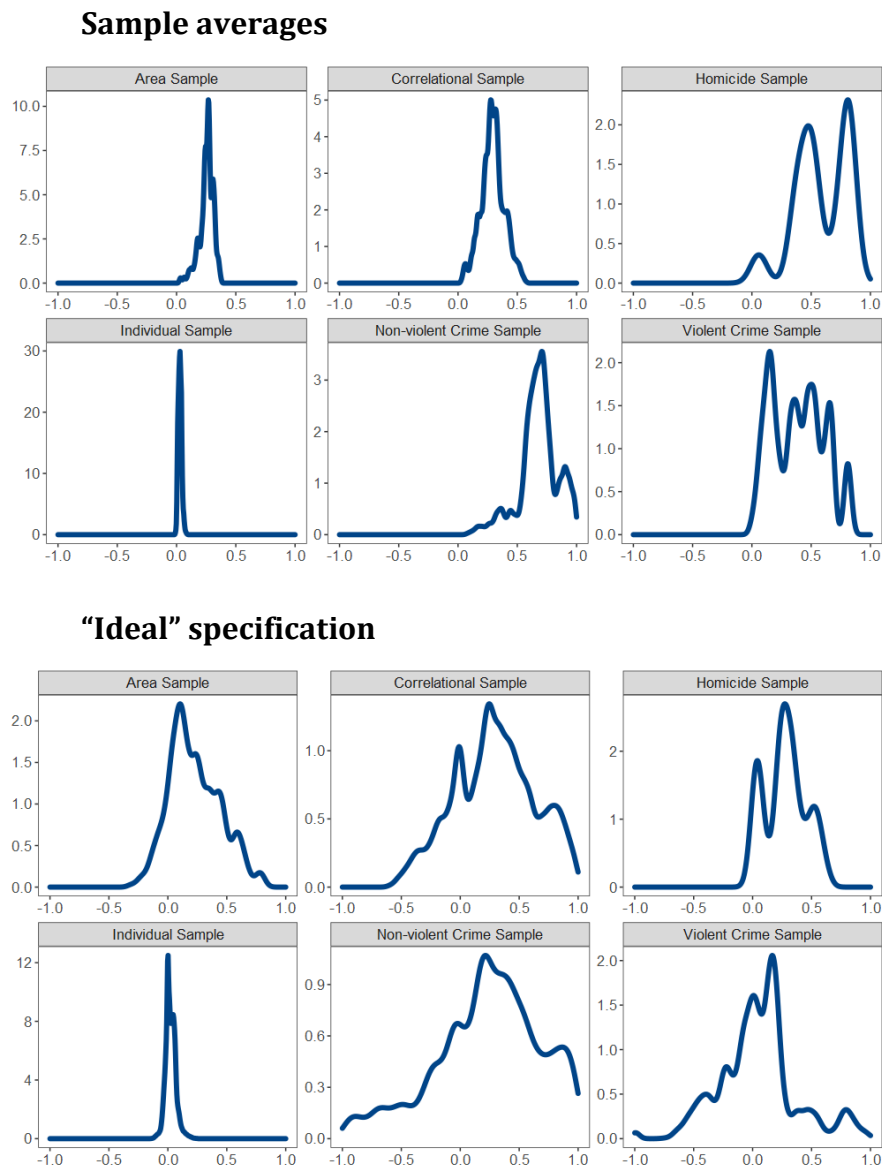 Sample averages
Area Sample
Correlational Sample
Homicide Sample
10.0
7.5
5.0
2.5
0.0
5
4
3
2
1
0
2.0
1.5
1.0
0.5
0.0
-1.0 -0.5 0.0 0.5 1.0
-1.0 -0.5 0.0 0.5 1.0
-1.0 -0.5 0.0 0.5 1.0
Individual Sample
Non-violent Crime Sample
Violent Crime Sample
30
20
10
0
3
2
1
0
2.0
1.5
1.0
0.5
0.0
-1.0 -0.5 0.0 0.5 1.0
-1.0 -0.5 0.0 0.5 1.0
-1.0 -0.5 0.0 0.5 1.0
“Ideal” specification
Area Sample
Correlational Sample
Homicide Sample
2.0
1.5
1.0
0.5
0.0
1.0
0.5
0.0
2
1
0
-1.0 -0.5 0.0 0.5 1.0
-1.0 -0.5 0.0 0.5 1.0
-1.0 -0.5 0.0 0.5 1.0
Individual Sample
Non-violent Crime Sample
Violent Crime Sample
12
8
4
0
0.9
0.6
0.3
0.0
2.0
1.5
1.0
0.5
0.0
-1.0 -0.5 0.0 0.5 1.0
-1.0 -0.5 0.0 0.5 1.0
-1.0 -0.5 0.0 0.5 1.0